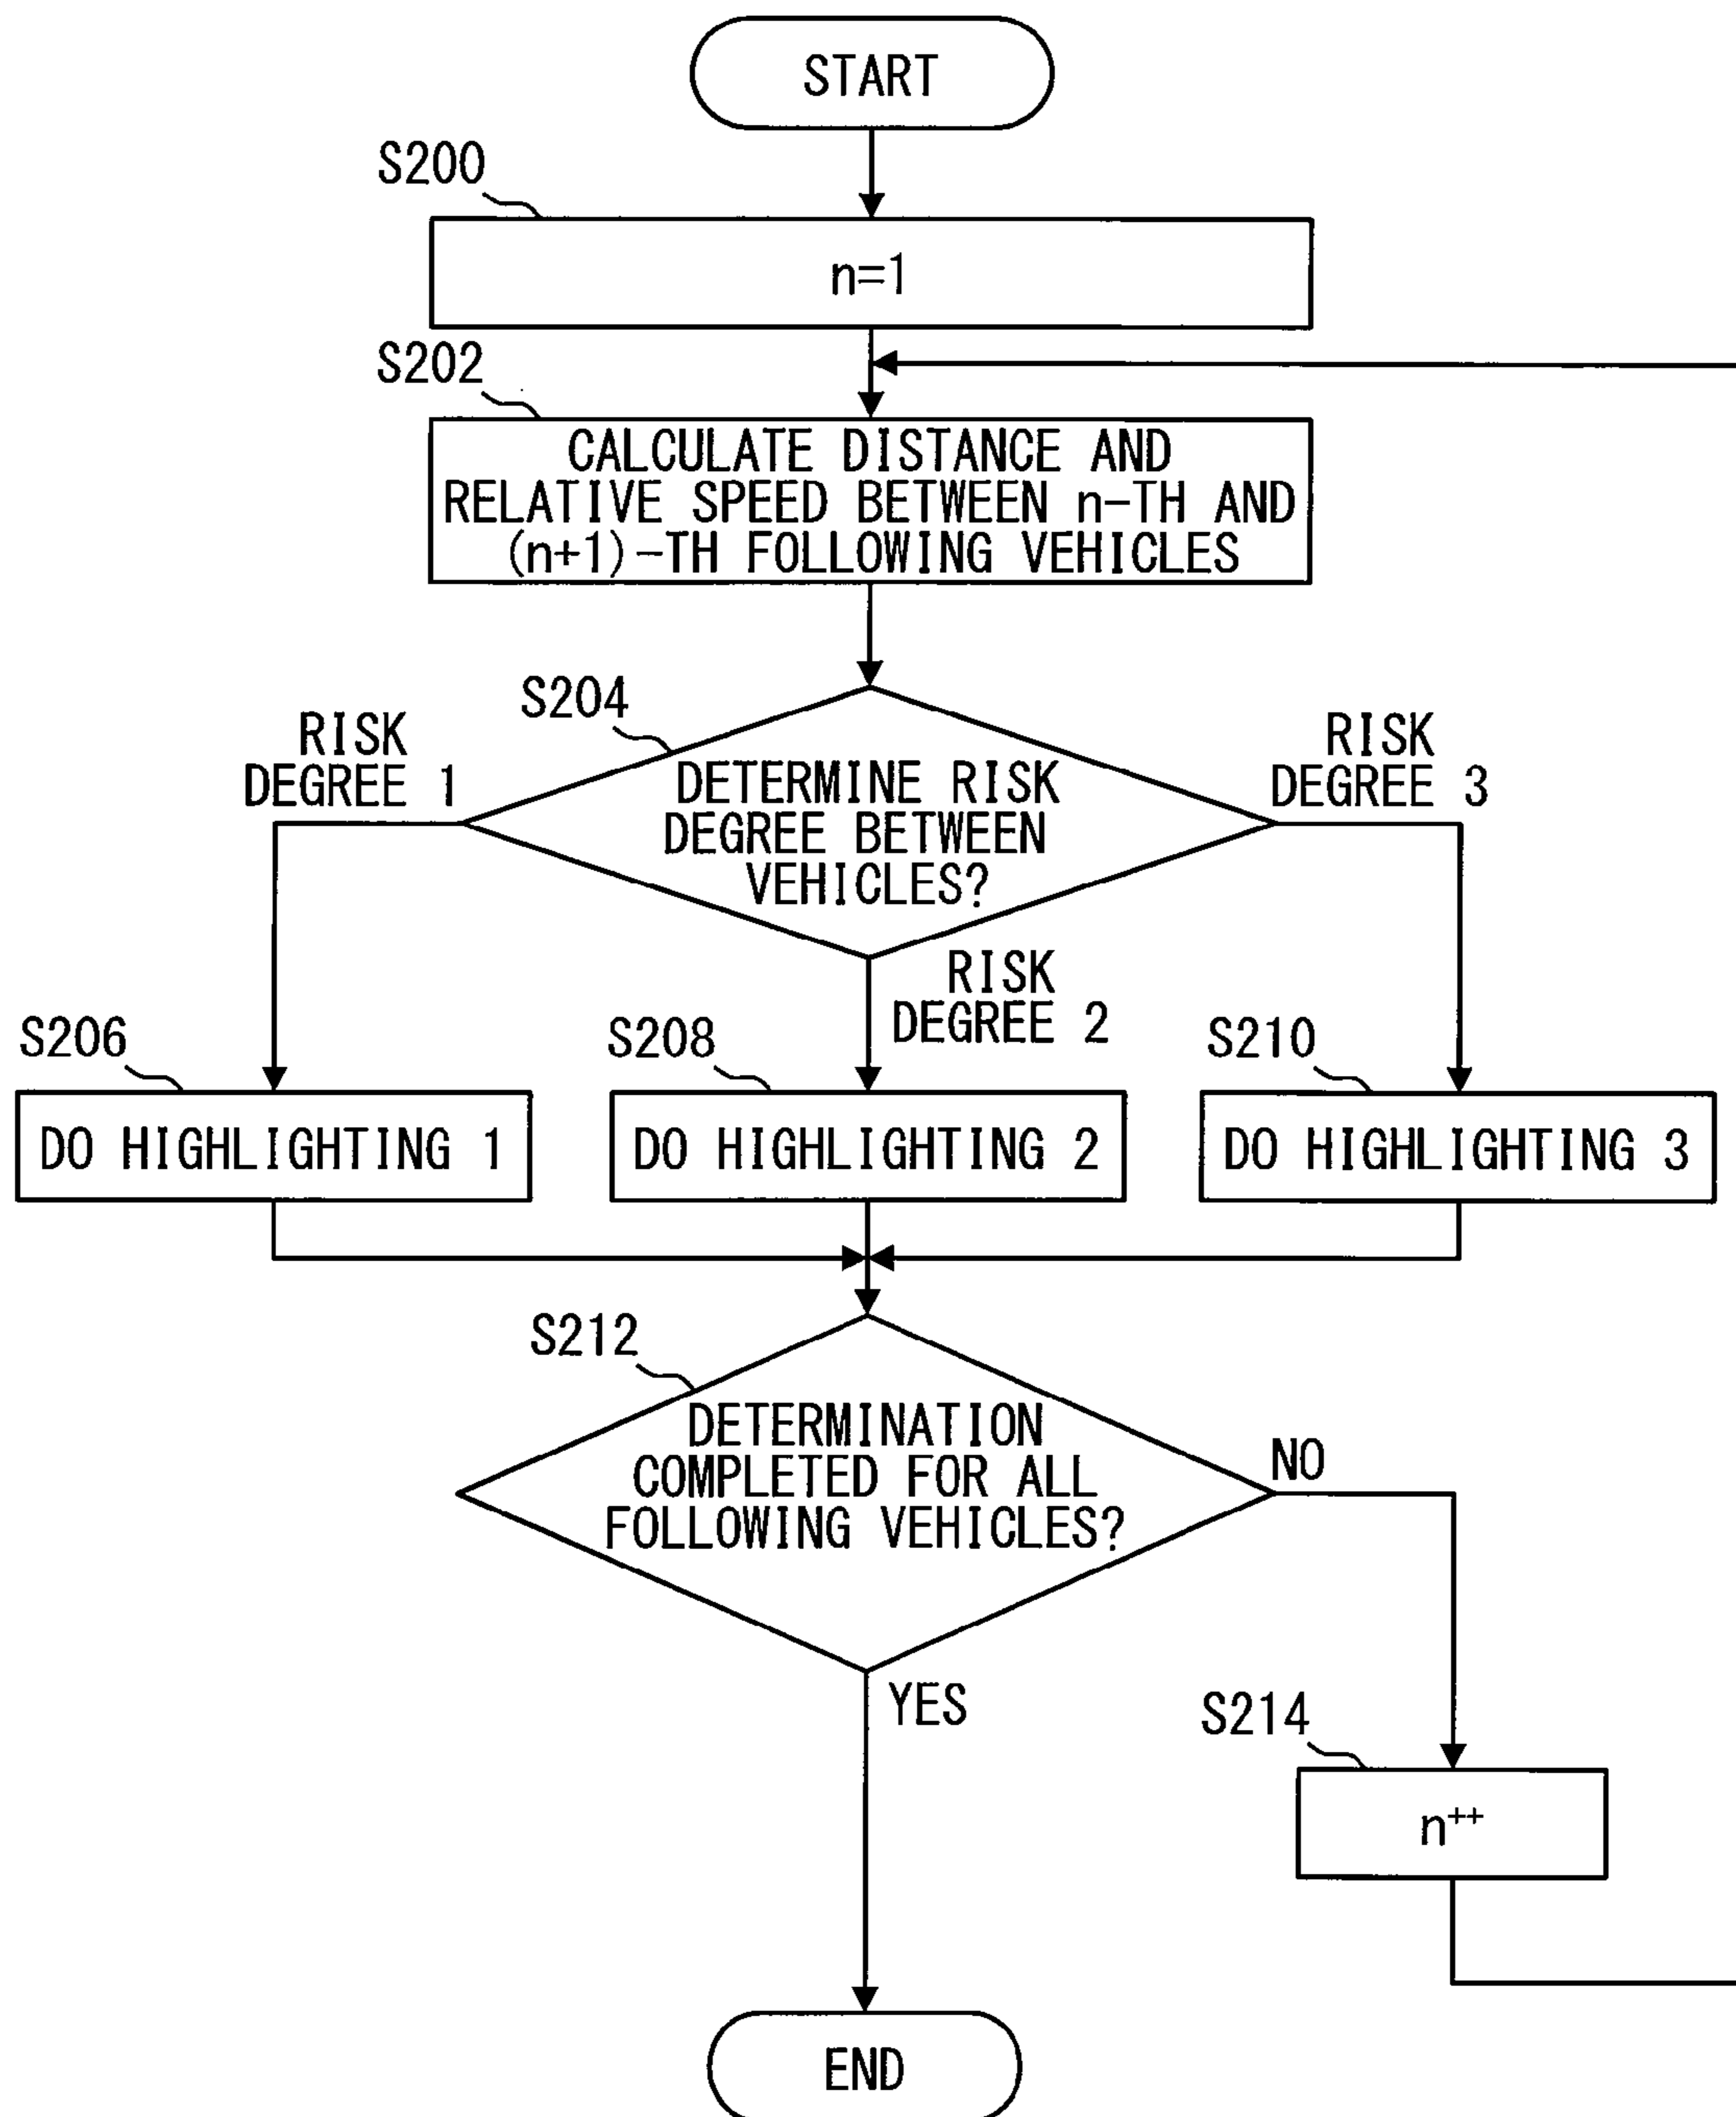 START
S200
n=1
S202
CALCULATE DISTANCE AND
RELATIVE SPEED BETWEEN n-TH AND
(n+1)-TH FOLLOWING VEHICLES
S204
RISK
DEGREE 1
DETERMINE RISK
DEGREE BETWEEN
VEHICLES?
RISK
DEGREE 3
RISK
DEGREE 2
S206
DO HIGHLIGHTING 1
S208
DO HIGHLIGHTING 2
S210
DO HIGHLIGHTING 3
S212
DETERMINATION
COMPLETED FOR ALL
FOLLOWING VEHICLES?
NO
YES
S214
n++
END